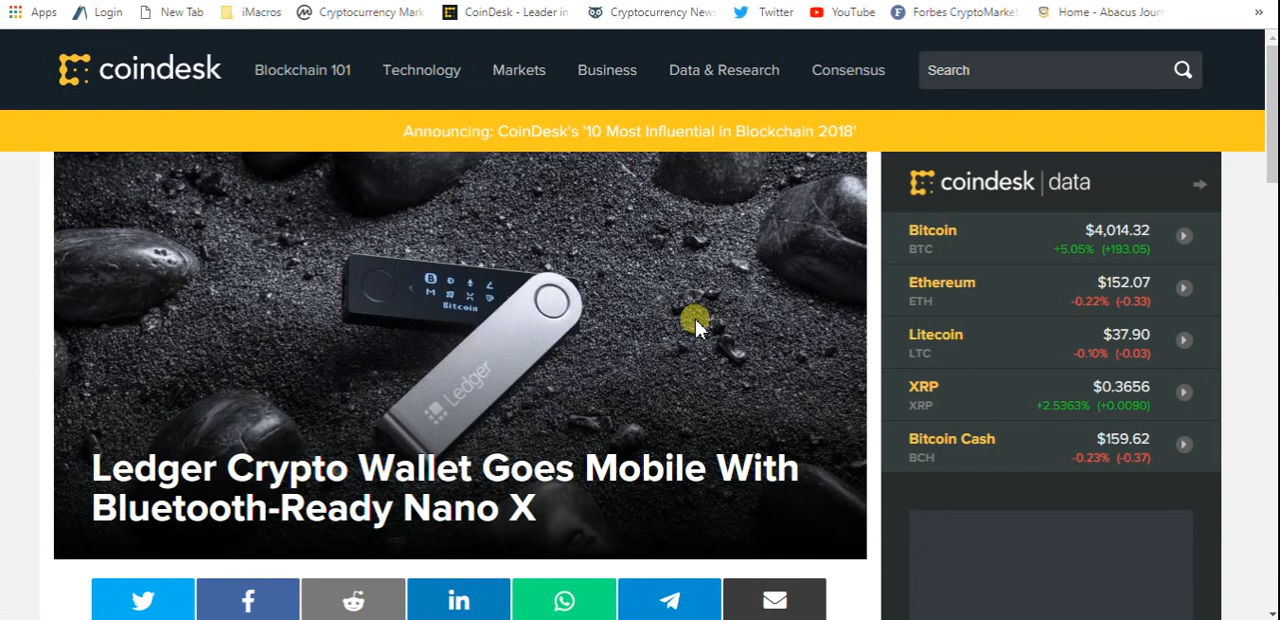 Apps
Login
New Tab
iMacros
Cryptocurrency Mark
CoinDesk - Leader in
Cryptocurrency News
Twitter
YouTube
Forbes CryptoMarket
Home - Abacus Journ
»
coindesk
Blockchain 101
Technology
Markets
Business
Data & Research
Consensus
Search
Announcing: CoinDesk's '10 Most Influential in Blockchain 2018'
Bitcoin
Ledger
Ledger Crypto Wallet Goes Mobile With
Bluetooth-Ready Nano X
coindesk | data
Bitcoin $4,014.32
BTC +5.05% (+193.05)
Ethereum $152.07
ETH -0.22% (-0.33)
Litecoin $37.90
LTC -0.10% (-0.03)
XRP $0.3656
XRP +2.5363% (+0.0090)
Bitcoin Cash $159.62
BCH -0.23% (-0.37)